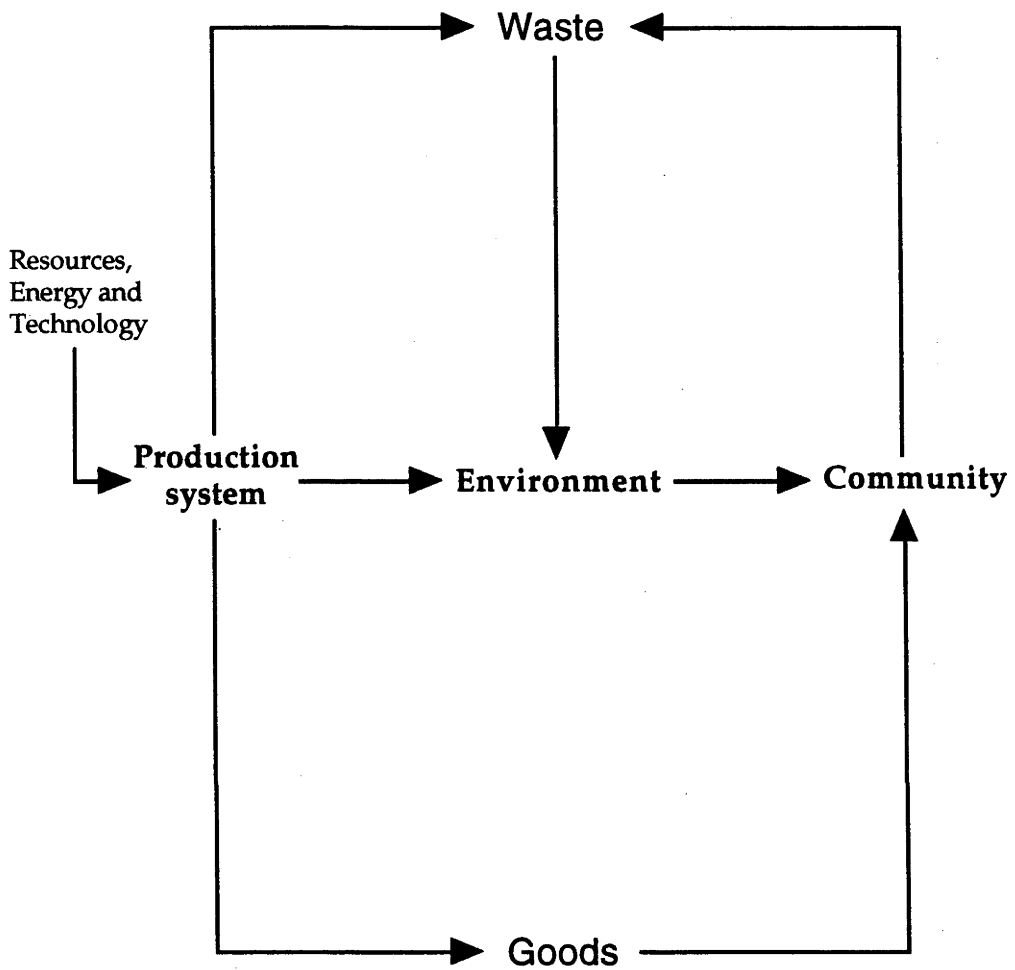 Waste
Resources,
Energy and
Technology
Production
system
Environment
Community
Goods